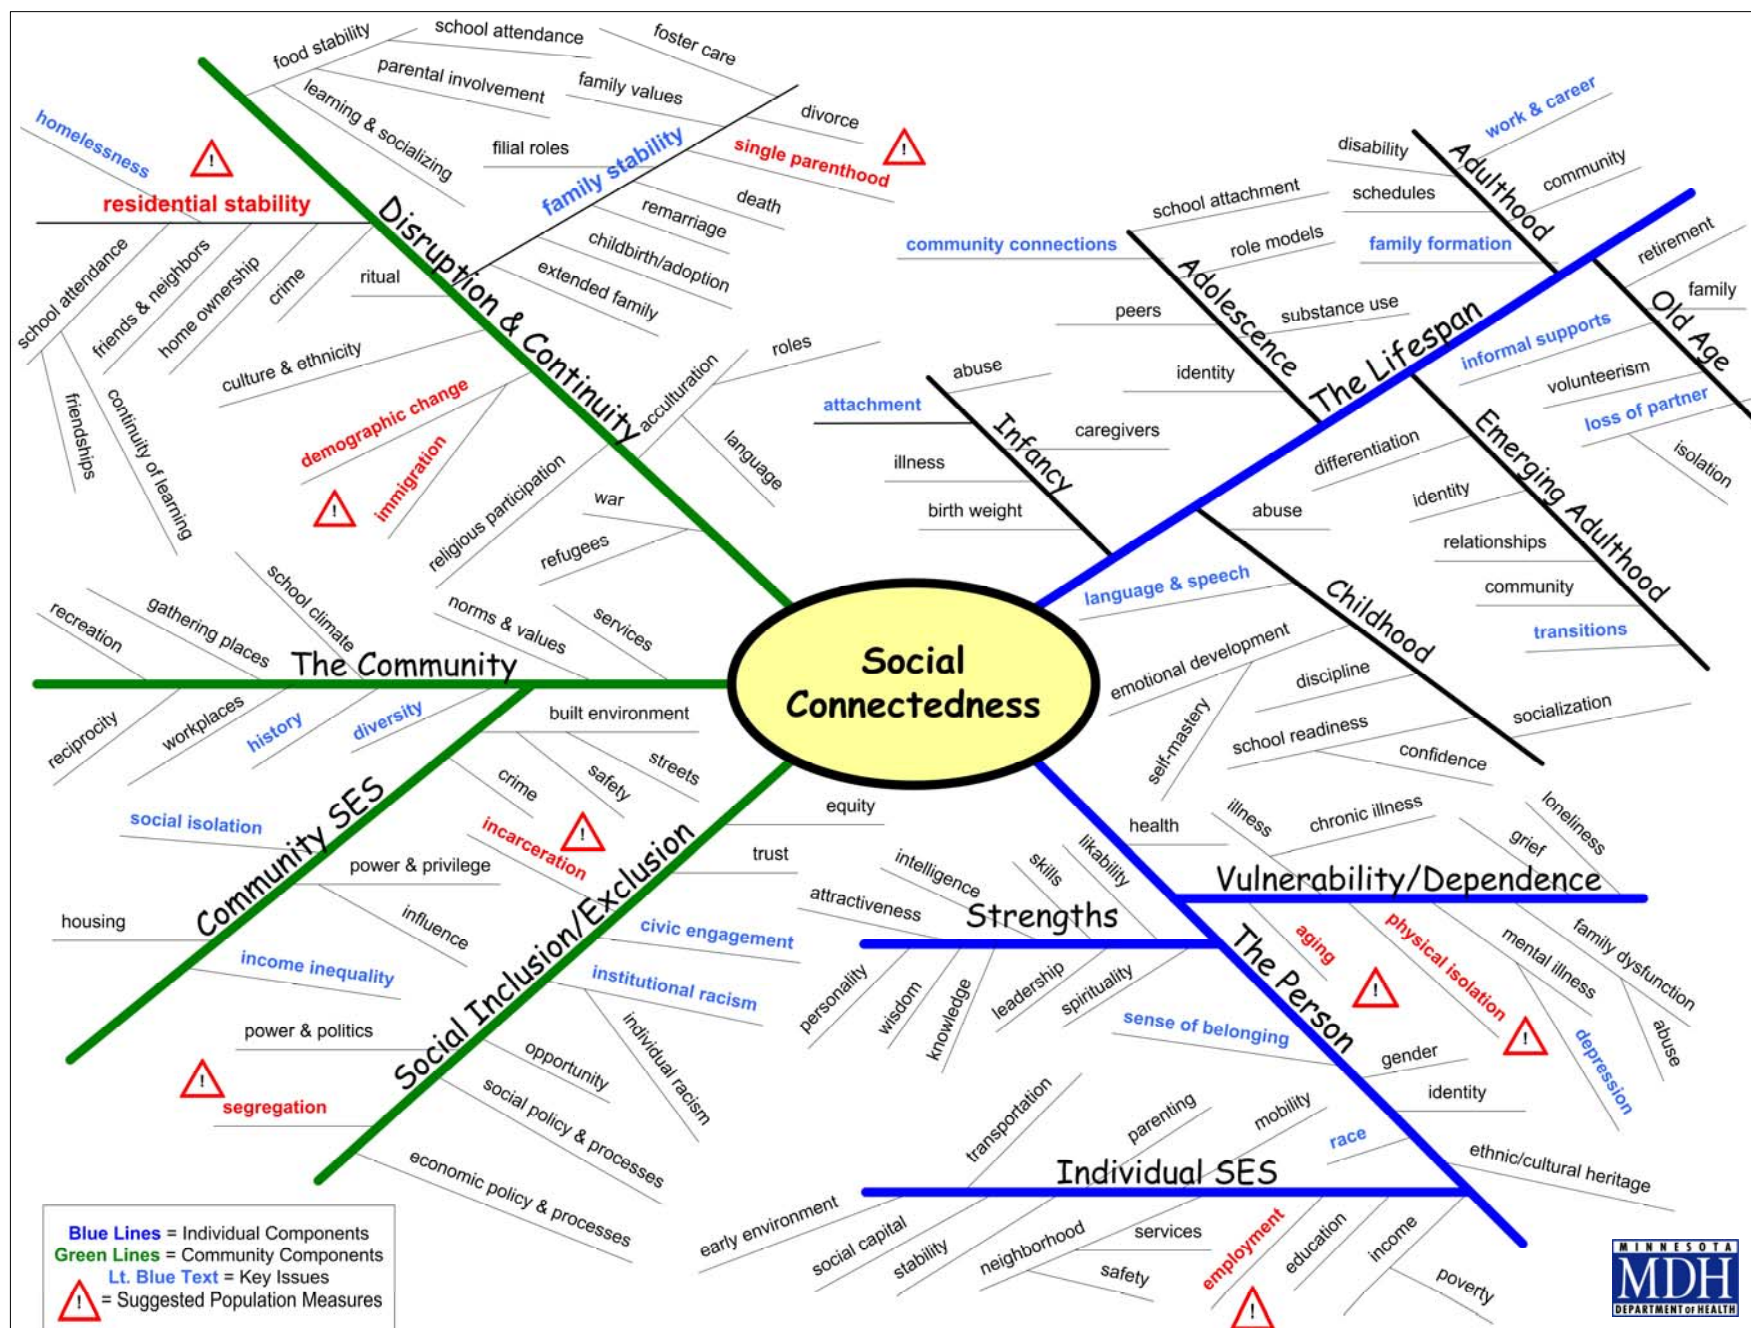 food stability
school attendance
foster care
parental involvement
family values
learning & socializing
divorce
homelessness
!
filial roles
family stability
single parenthood
!
residential stability
death
remarriage
childbirth/adoption
extended family
Disruption & Continuity
ritual
school attendance
friends & neighbors
home ownership
crime
culture & ethnicity
friendships
continuity of learning
demographic change
immigration
!
acculturation
roles
language
religious participation
war
refugees
work & career
disability
Adulthood
community
schedules
family formation
school attachment
community connections
role models
Adolescence
peers
substance use
identity
The Lifespan
retirement
family
Old Age
informal supports
volunteerism
loss of partner
isolation
abuse
attachment
Infancy
caregivers
illness
birth weight
differentiation
Emerging Adulthood
identity
relationships
community
transitions
abuse
language & speech
Childhood
emotional development
discipline
self-mastery
school readiness
confidence
socialization
Social
Connectedness
school climate
gathering places
recreation
norms & values
services
The Community
reciprocity
workplaces
history
diversity
built environment
streets
safety
crime
Community SES
social isolation
incarceration
!
power & privilege
influence
housing
income inequality
equity
trust
Social Inclusion/Exclusion
civic engagement
institutional racism
individual racism
power & politics
opportunity
!
segregation
social policy & processes
economic policy & processes
health
illness
chronic illness
loneliness
grief
Vulnerability/Dependence
aging
!
physical isolation
!
mental illness
depression
family dysfunction
abuse
likability
skills
intelligence
attractiveness
Strengths
personality
wisdom
knowledge
leadership
spirituality
The Person
sense of belonging
gender
identity
race
ethnic/cultural heritage
transportation
parenting
mobility
Individual SES
early environment
social capital
stability
neighborhood
services
safety
employment
!
education
income
poverty
Blue Lines = Individual Components
Green Lines = Community Components
Lt. Blue Text = Key Issues
! = Suggested Population Measures
MINNESOTA
MDH
DEPARTMENT OF HEALTH